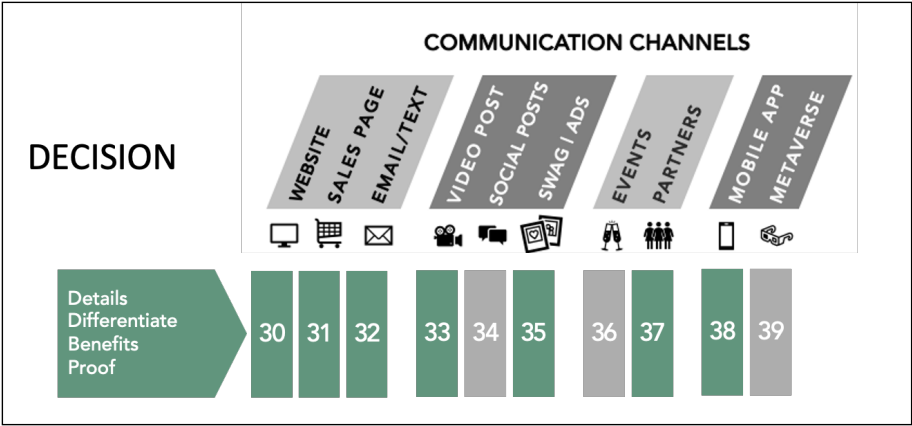 COMMUNICATION CHANNELS
DECISION
WEBSITE
SALES PAGE
EMAIL/TEXT
VIDEO POST
SOCIAL POSTS
SWAG | ADS
EVENTS
PARTNERS
MOBILE APP
METAVERSE
Details
Differentiate
Benefits
Proof
30 31 32 33 34 35 36 37 38 39